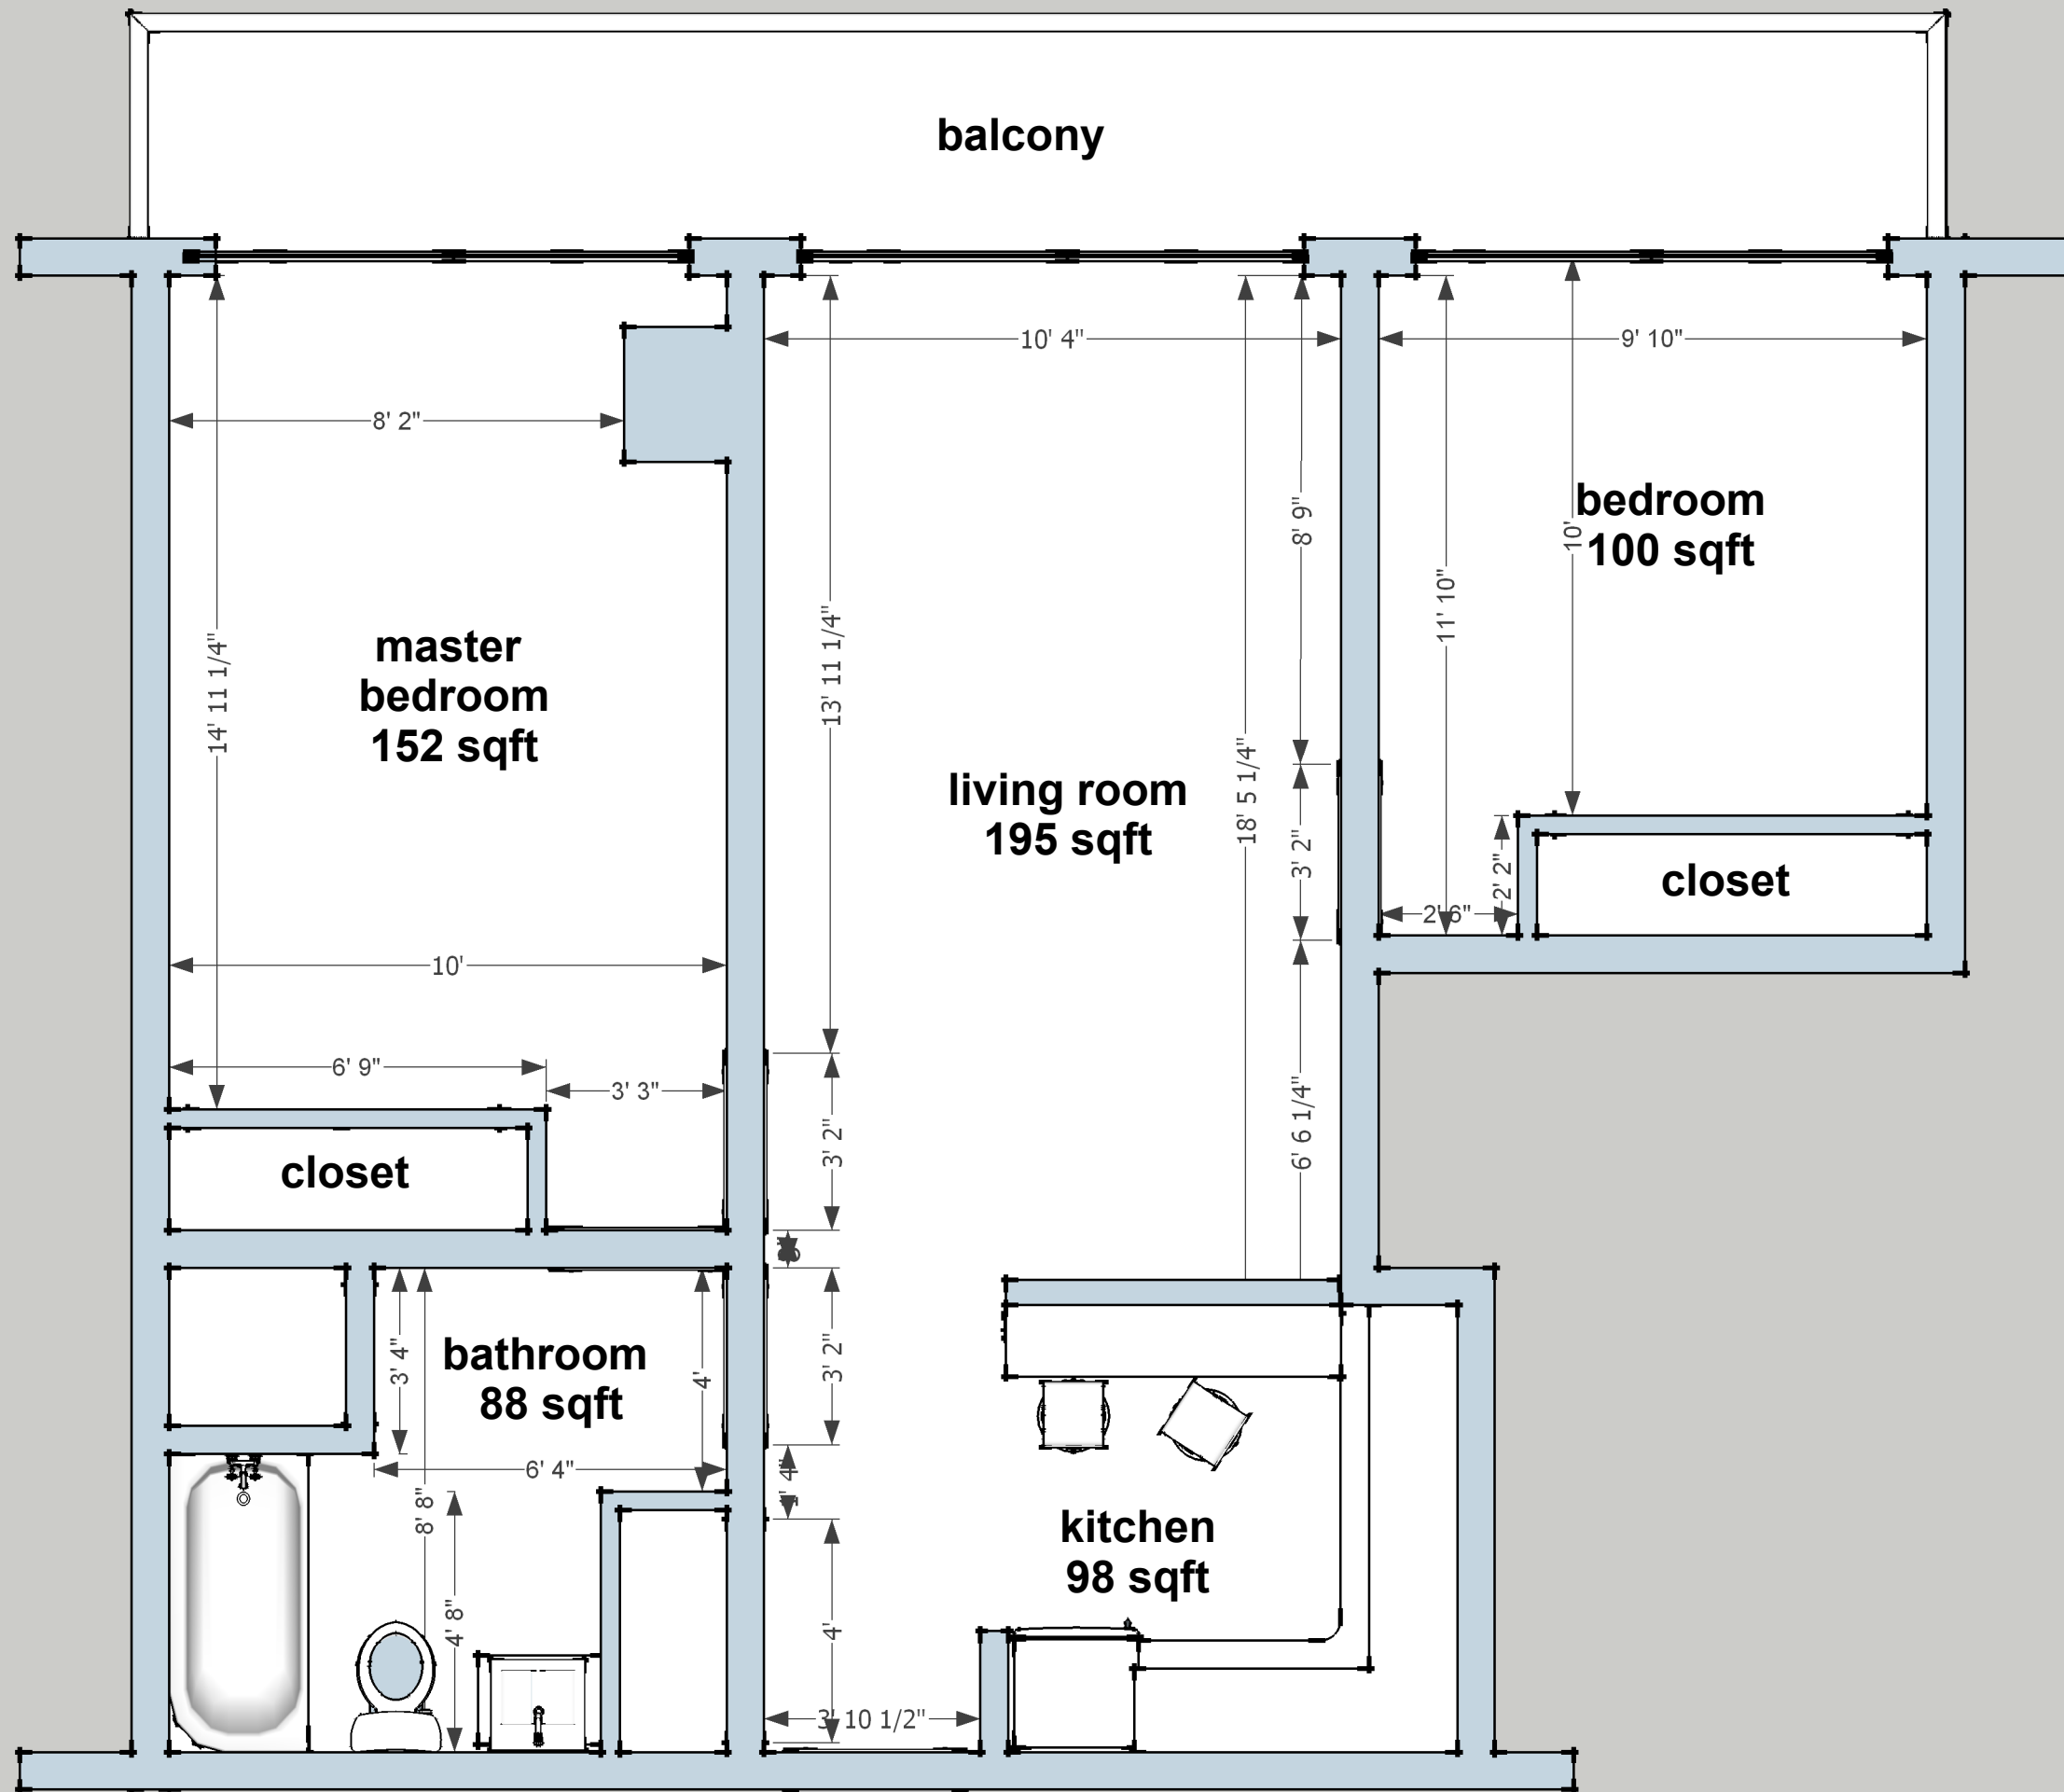 balcony
10' 4"
9' 10"
8' 2"
bedroom
100 sqft
8' 9"
10'
11' 10"
master
bedroom
152 sqft
14' 11 1/4"
13' 11 1/4"
living room
195 sqft
18' 5 1/4"
3' 2"
2' 2"
closet
2' 6"
10'
6' 9"
3' 3"
3' 2"
6' 6 1/4"
closet
bathroom
88 sqft
3' 4"
4'
3' 2"
6' 4"
8' 8"
1' 4"
kitchen
98 sqft
4' 8"
4'
3' 10 1/2"